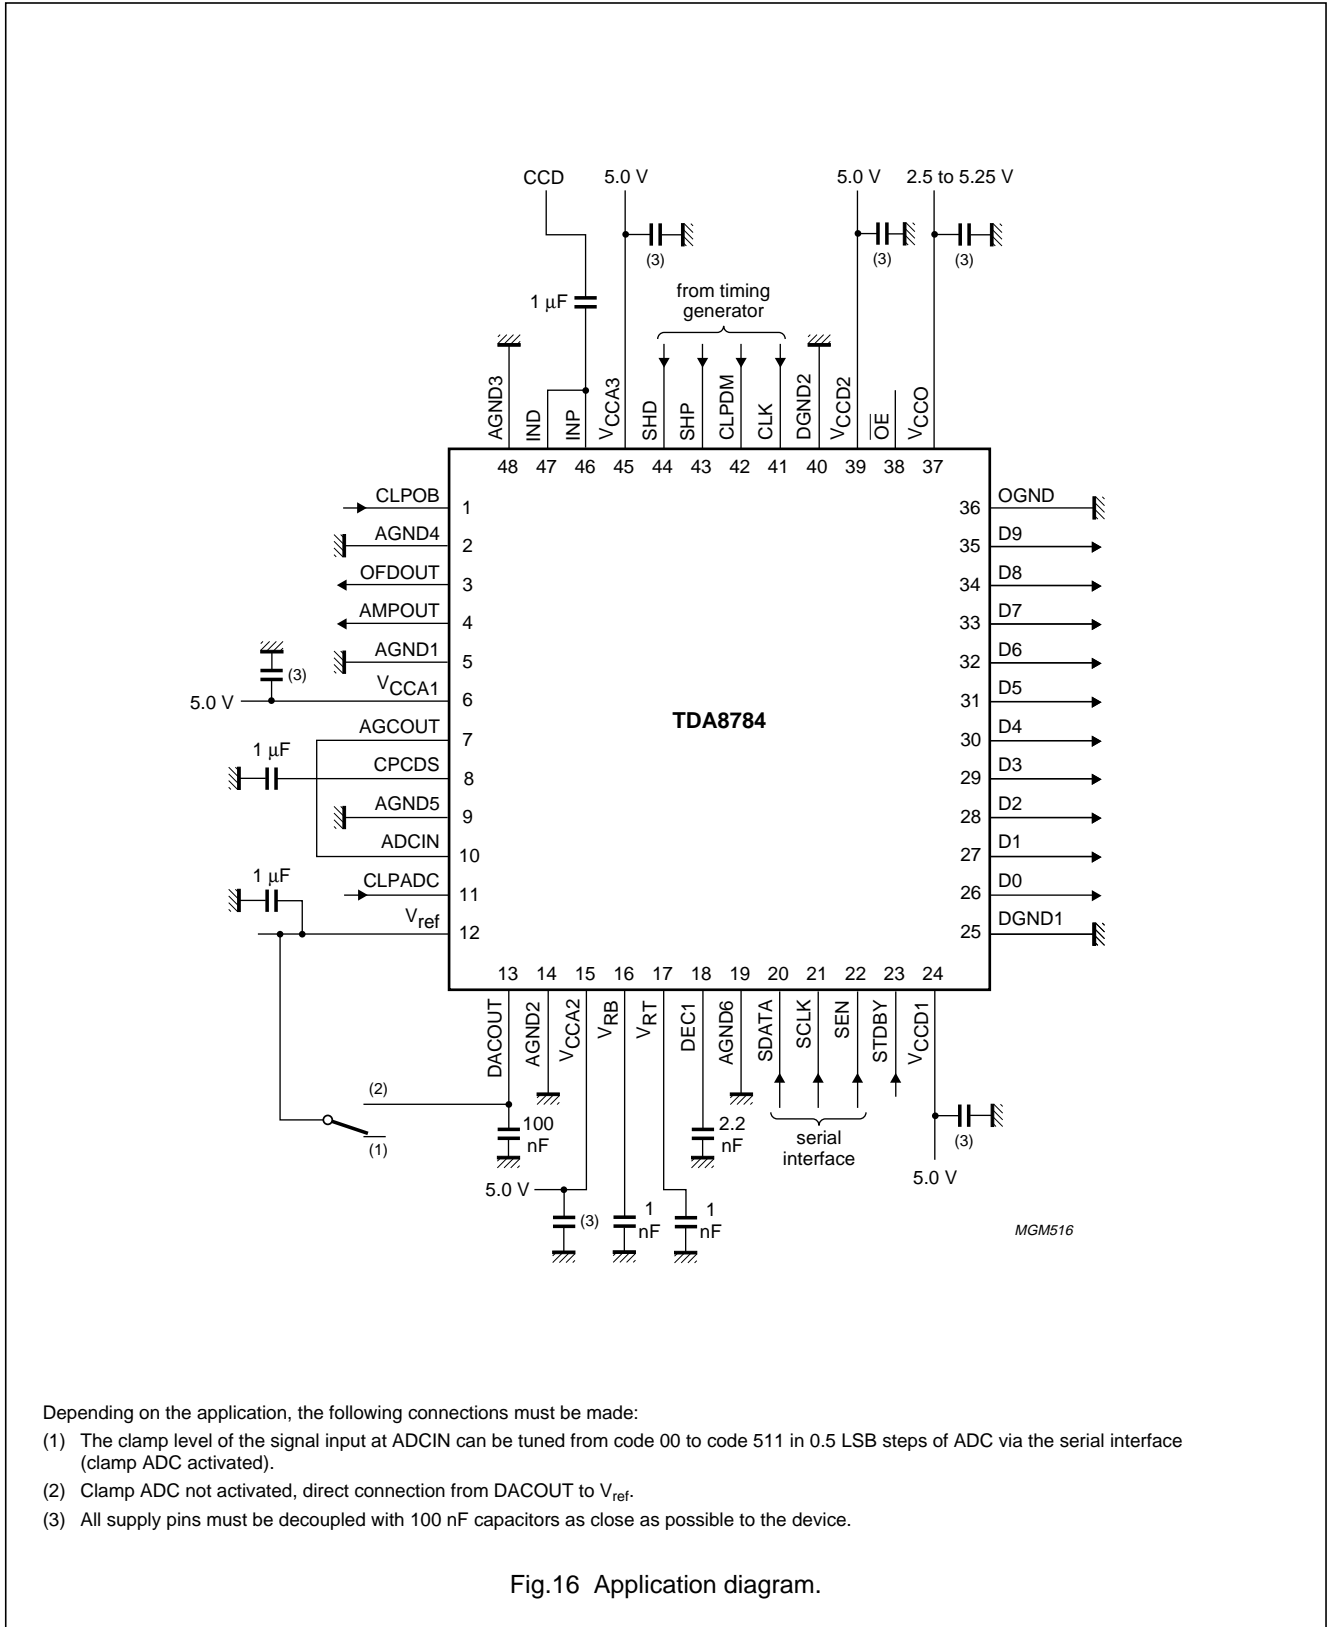 CCD 5.0 V 5.0 V 2.5 to 5.25 V
(3) (3) (3)
1 μF
from timing
generator
AGND3 IND INP VCCA3 SHD SHP CLPDM CLK DGND2 VCCD2 OE VCCO
48 47 46 45 44 43 42 41 40 39 38 37
CLPOB 1 36 OGND
AGND4 2 35 D9
OFDOUT 3 34 D8
AMPOUT 4 33 D7
AGND1 5 32 D6
(3)
5.0 V VCCA1 6 31 D5
TDA8784
AGCOUT 7 30 D4
1 μF
CPCDS 8 29 D3
AGND5 9 28 D2
ADCIN 10 27 D1
1 μF
CLPADC 11 26 D0
Vref 12 25 DGND1
13 14 15 16 17 18 19 20 21 22 23 24
DACOUT AGND2 VCCA2 VRB VRT DEC1 AGND6 SDATA SCLK SEN STDBY VCCD1
(2)
(1)
100
nF
2.2
nF
serial
interface
(3)
5.0 V
5.0 V
(3)
1
nF
1
nF
MGM516
Depending on the application, the following connections must be made:
(1) The clamp level of the signal input at ADCIN can be tuned from code 00 to code 511 in 0.5 LSB steps of ADC via the serial interface
(clamp ADC activated).
(2) Clamp ADC not activated, direct connection from DACOUT to Vref.
(3) All supply pins must be decoupled with 100 nF capacitors as close as possible to the device.
Fig.16 Application diagram.